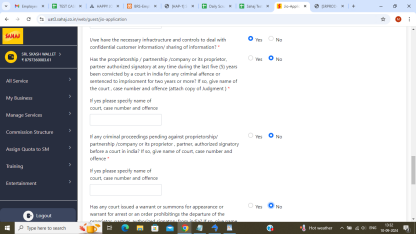 SAHAJ
All Service
My Business
Manage Services
Commission Structure
Assign Quota to SM
Training
Entertainment
Logout
I/we have the necessary infrastructure and controls to deal with
confidential customer information/ sharing of information? *
Yes No
Has the proprietorship / partnership /company or its proprietor,
partner authorized signatory at any time during the last five (5) years
been convicted by a court in India for any criminal offence or
sentenced to imprisonment for two years or more? If so, give name of
the court , case number and offence (attach copy of Judgment ) *
Yes No
If yes please specify name of
court, case number and offence
If any criminal proceedings pending against proprietorship/
partnership /company or its proprietor , partner, authorized signatory
before a court in India? If so, give name of court, case number and
offence *
Yes No
If yes please specify name of
court, case number and offence
Has any court issued a warrant or summons for appearance or
warrant for arrest or an order prohibiting the departure of the
Yes No
Type here to search
Hot weather